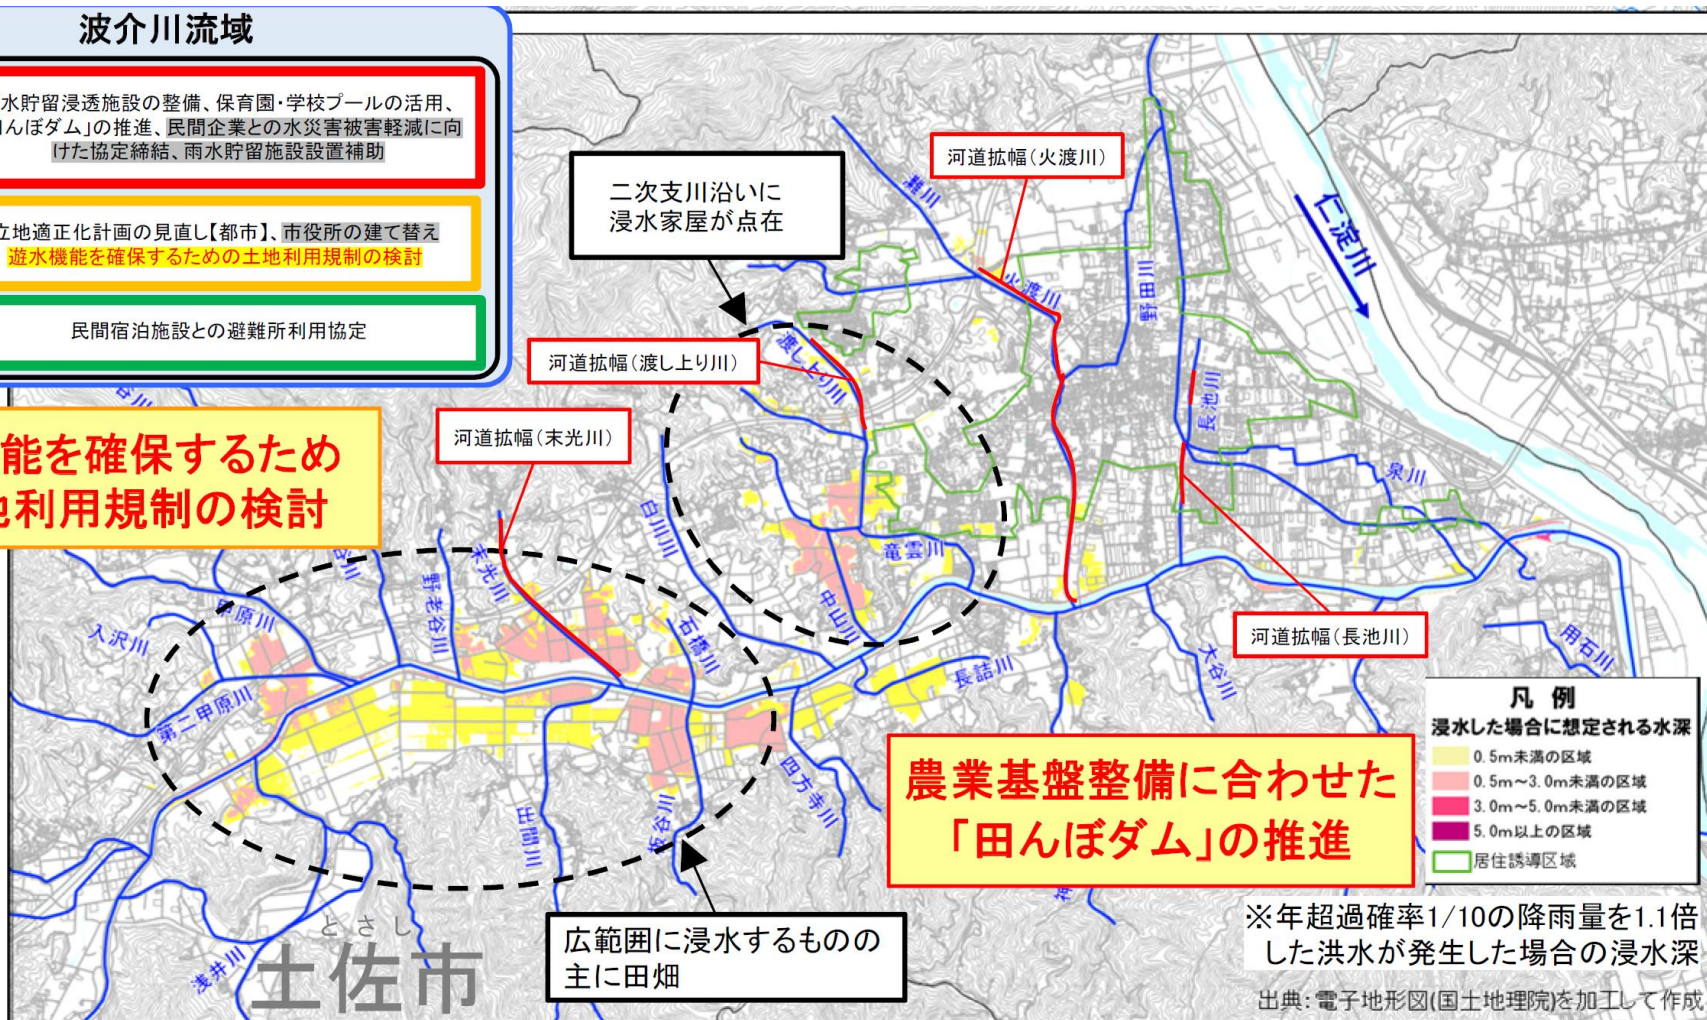 波介川流域
水貯留浸透施設の整備、保育園・学校プールの活用、
んぼダム」の推進、民間企業との水災害被害軽減に向
けた協定締結、雨水貯留施設設置補助
立地適正化計画の見直し【都市】、市役所の建て替え
遊水機能を確保するための土地利用規制の検討
民間宿泊施設との避難所利用協定
能を確保するため
地利用規制の検討
二次支川沿いに
浸水家屋が点在
河道拡幅(火渡川)
河道拡幅(渡し上り川)
河道拡幅(末光川)
河道拡幅(長池川)
仁淀川
灘川
火渡川
野田川
長池川
泉川
渡し上り川
白川川
竜雲川
中山川
末光川
野老谷川
谷川
谷川
甲原川
入沢川
第二甲原川
石橋川
長詰川
大谷川
用石川
四方寺川
板谷川
出間川
浅井川
神
とさし
土佐市
広範囲に浸水するものの
主に田畑
農業基盤整備に合わせた
「田んぼダム」の推進
凡 例
浸水した場合に想定される水深
0.5m未満の区域
0.5m～3.0m未満の区域
3.0m～5.0m未満の区域
5.0m以上の区域
居住誘導区域
※年超過確率1/10の降雨量を1.1倍
した洪水が発生した場合の浸水深
出典:電子地形図(国土地理院)を加工して作成